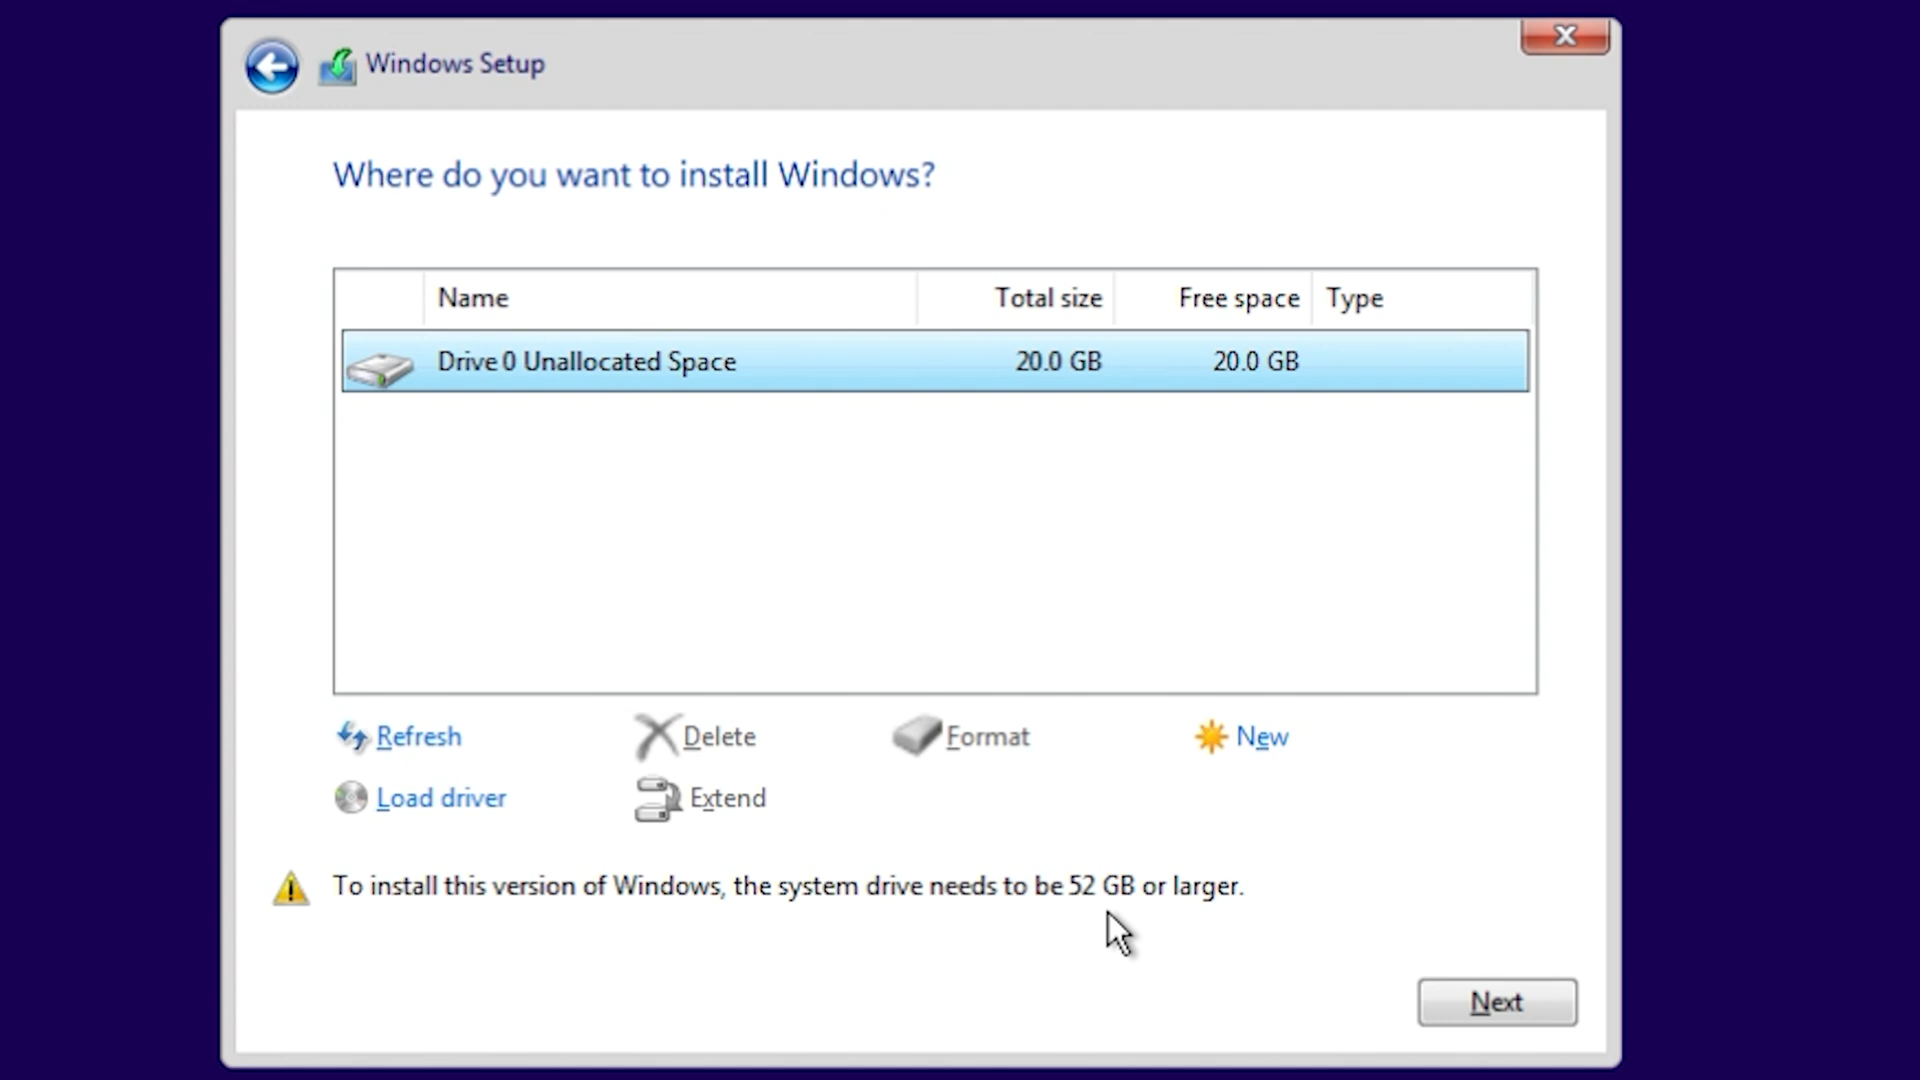 Windows Setup
Where do you want to install Windows?
Name Total size Free space Type
Drive 0 Unallocated Space 20.0 GB 20.0 GB
Refresh Delete Format New
Load driver Extend
To install this version of Windows, the system drive needs to be 52 GB or larger.
Next